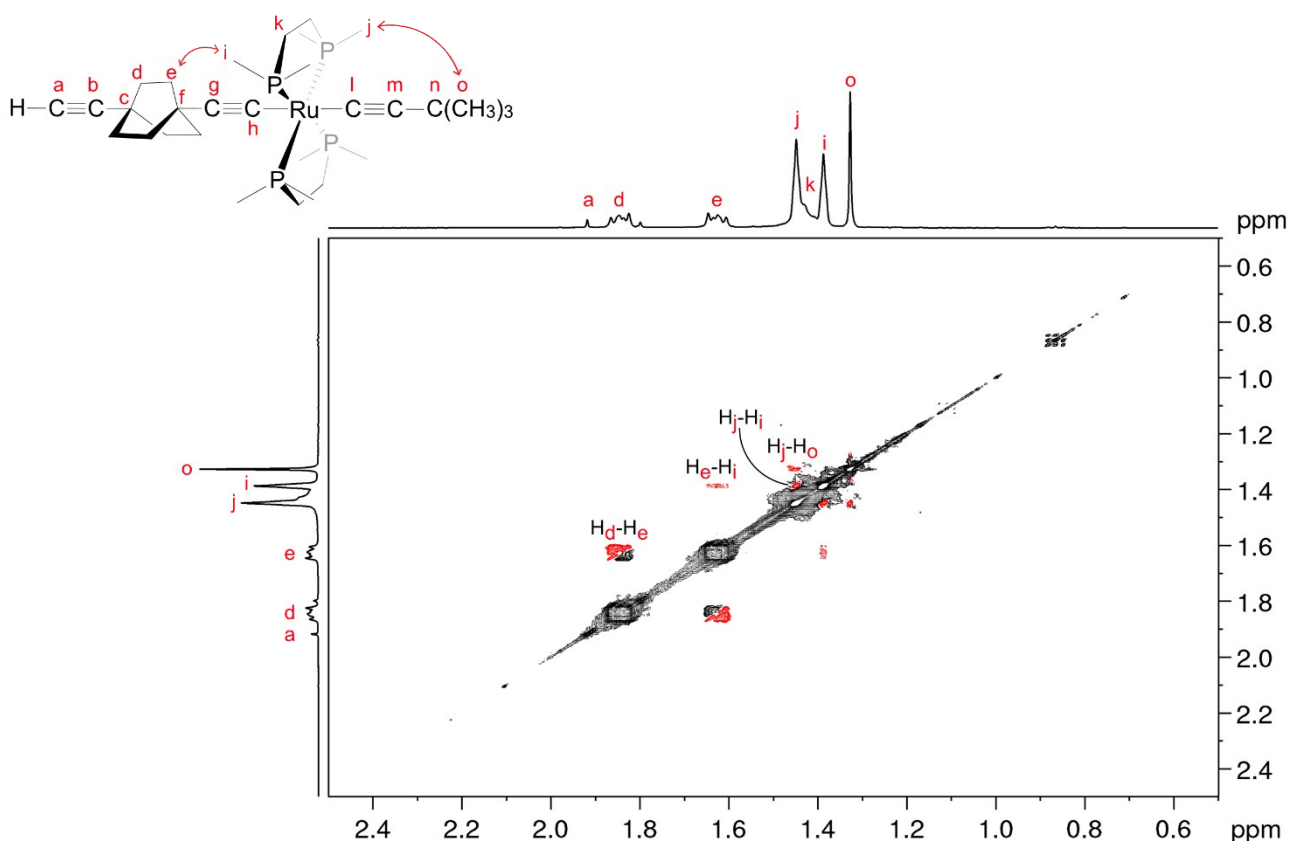 k
j
i
e
d
P
P
a b c f g l m n o
H Ru C(CH3)3
h
P
P
o
j
i
k
a d e
ppm
0.6
0.8
1.0
Hj-Hi
1.2
Hj-Ho
o
He-Hi
i
1.4
j
Hd-He
e
1.6
d
1.8
a
2.0
2.2
2.4
2.4 2.2 2.0 1.8 1.6 1.4 1.2 1.0 0.8 0.6 ppm